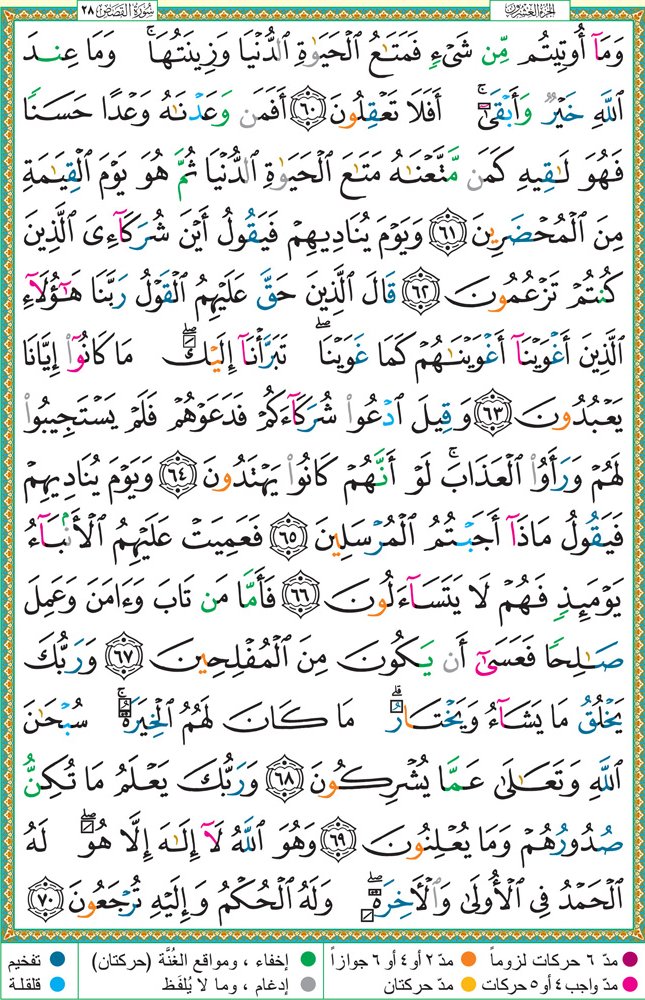 الجزء العشرون
سورة القصص ٢٨
وَمَآ أُوتِيتُم مِّن شَىْءٍ فَمَتَٰعُ ٱلْحَيَوٰةِ ٱلدُّنْيَا وَزِينَتُهَا ۚ وَمَا عِندَ
ٱللَّهِ خَيْرٌ وَأَبْقَىٰٓ ۚ أَفَلَا تَعْقِلُونَ ٦٠ أَفَمَن وَعَدْنَٰهُ وَعْدًا حَسَنًا
فَهُوَ لَٰقِيهِ كَمَن مَّتَّعْنَٰهُ مَتَٰعَ ٱلْحَيَوٰةِ ٱلدُّنْيَا ثُمَّ هُوَ يَوْمَ ٱلْقِيَٰمَةِ
مِنَ ٱلْمُحْضَرِينَ ٦١ وَيَوْمَ يُنَادِيهِمْ فَيَقُولُ أَيْنَ شُرَكَآءِىَ ٱلَّذِينَ
كُنتُمْ تَزْعُمُونَ ٦٢ قَالَ ٱلَّذِينَ حَقَّ عَلَيْهِمُ ٱلْقَوْلُ رَبَّنَا هَٰٓؤُلَآءِ
ٱلَّذِينَ أَغْوَيْنَآ أَغْوَيْنَٰهُمْ كَمَا غَوَيْنَا ۖ تَبَرَّأْنَآ إِلَيْكَ ۖ مَا كَانُوٓا۟ إِيَّانَا
يَعْبُدُونَ ٦٣ وَقِيلَ ٱدْعُوا۟ شُرَكَآءَكُمْ فَدَعَوْهُمْ فَلَمْ يَسْتَجِيبُوا۟
لَهُمْ وَرَأَوُا۟ ٱلْعَذَابَ ۚ لَوْ أَنَّهُمْ كَانُوا۟ يَهْتَدُونَ ٦٤ وَيَوْمَ يُنَادِيهِمْ
فَيَقُولُ مَاذَآ أَجَبْتُمُ ٱلْمُرْسَلِينَ ٦٥ فَعَمِيَتْ عَلَيْهِمُ ٱلْأَنۢبَآءُ
يَوْمَئِذٍ فَهُمْ لَا يَتَسَآءَلُونَ ٦٦ فَأَمَّا مَن تَابَ وَءَامَنَ وَعَمِلَ
صَٰلِحًا فَعَسَىٰٓ أَن يَكُونَ مِنَ ٱلْمُفْلِحِينَ ٦٧ وَرَبُّكَ
يَخْلُقُ مَا يَشَآءُ وَيَخْتَارُ ۗ مَا كَانَ لَهُمُ ٱلْخِيَرَةُ ۚ سُبْحَٰنَ
ٱللَّهِ وَتَعَٰلَىٰ عَمَّا يُشْرِكُونَ ٦٨ وَرَبُّكَ يَعْلَمُ مَا تُكِنُّ
صُدُورُهُمْ وَمَا يُعْلِنُونَ ٦٩ وَهُوَ ٱللَّهُ لَآ إِلَٰهَ إِلَّا هُوَ ۖ لَهُ
ٱلْحَمْدُ فِى ٱلْأُولَىٰ وَٱلْءَاخِرَةِ ۖ وَلَهُ ٱلْحُكْمُ وَإِلَيْهِ تُرْجَعُونَ ٧٠
مدّ ٦ حركات لزوماً
مدّ ٢ أو ٤ أو ٦ جوازاً
إخفاء ، ومواقع الغُنَّة (حركتان)
تفخيم
مدّ واجب ٤ أو ٥ حركات
مدّ حركتان
إدغام ، وما لا يُلفَظ
قلقلة